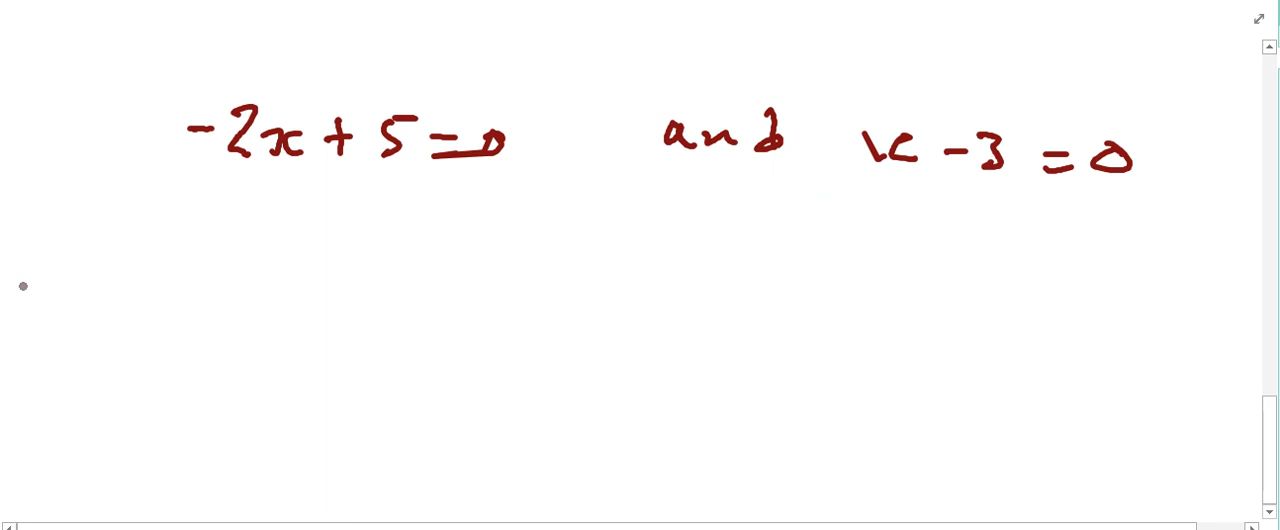 -2x + 5 = 0 and x - 3 = 0